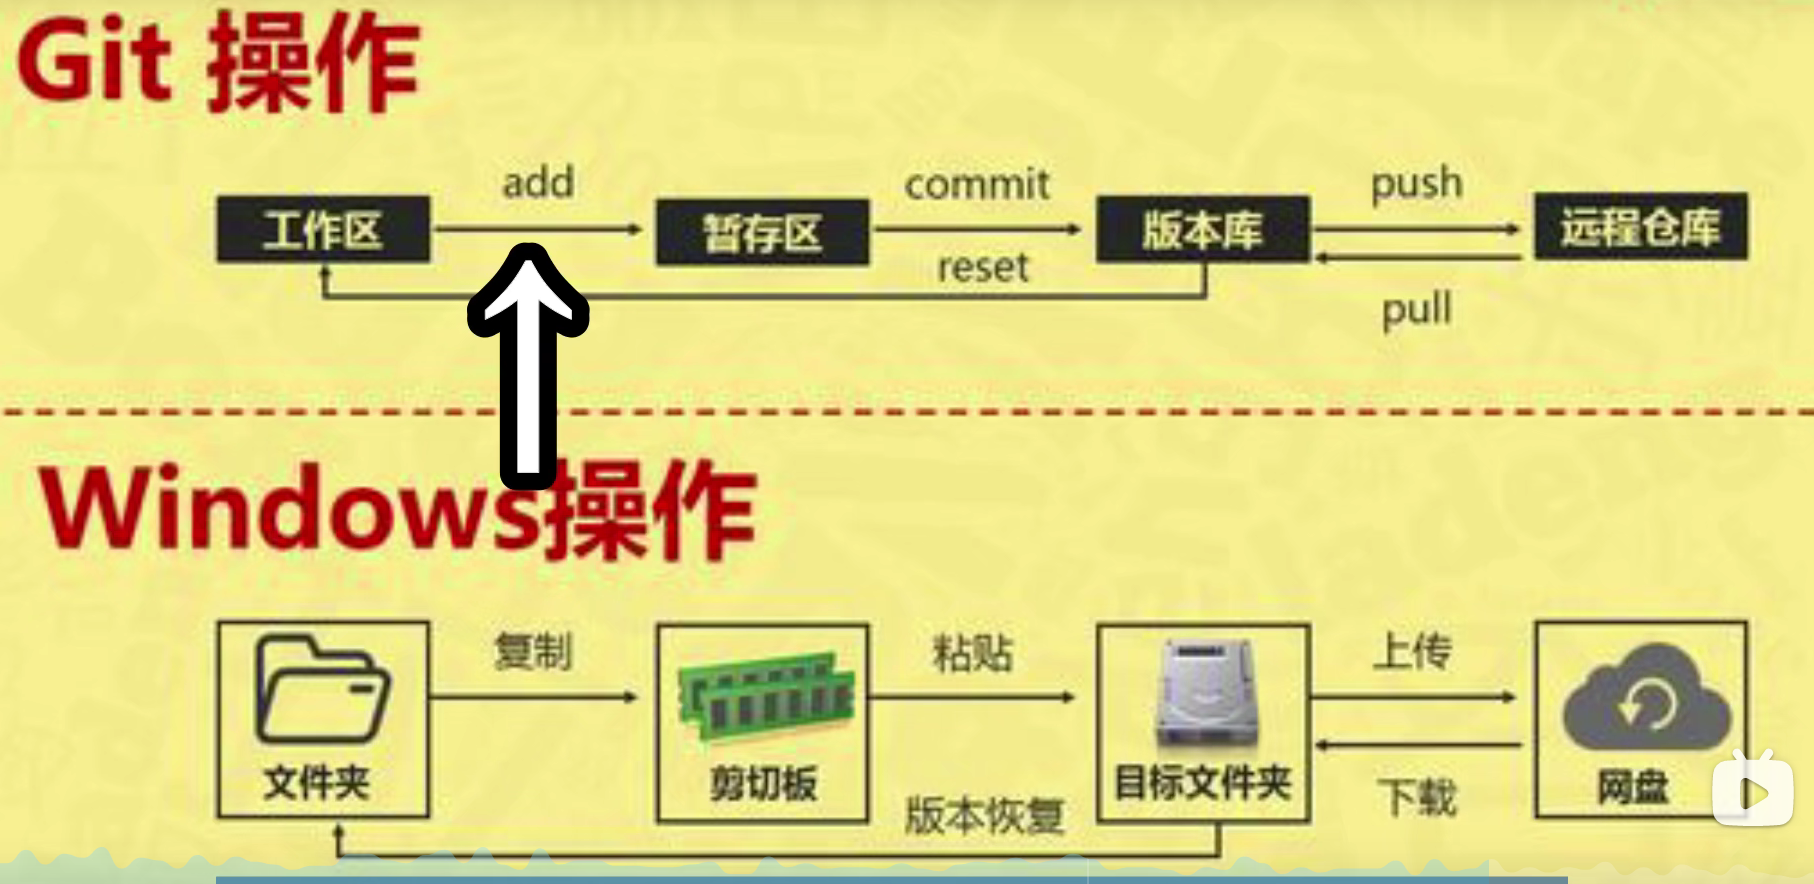 Git 操作
add
commit
push
工作区
暂存区
版本库
远程仓库
reset
pull
Windows操作
复制
粘贴
上传
文件夹
剪切板
目标文件夹
网盘
版本恢复
下载